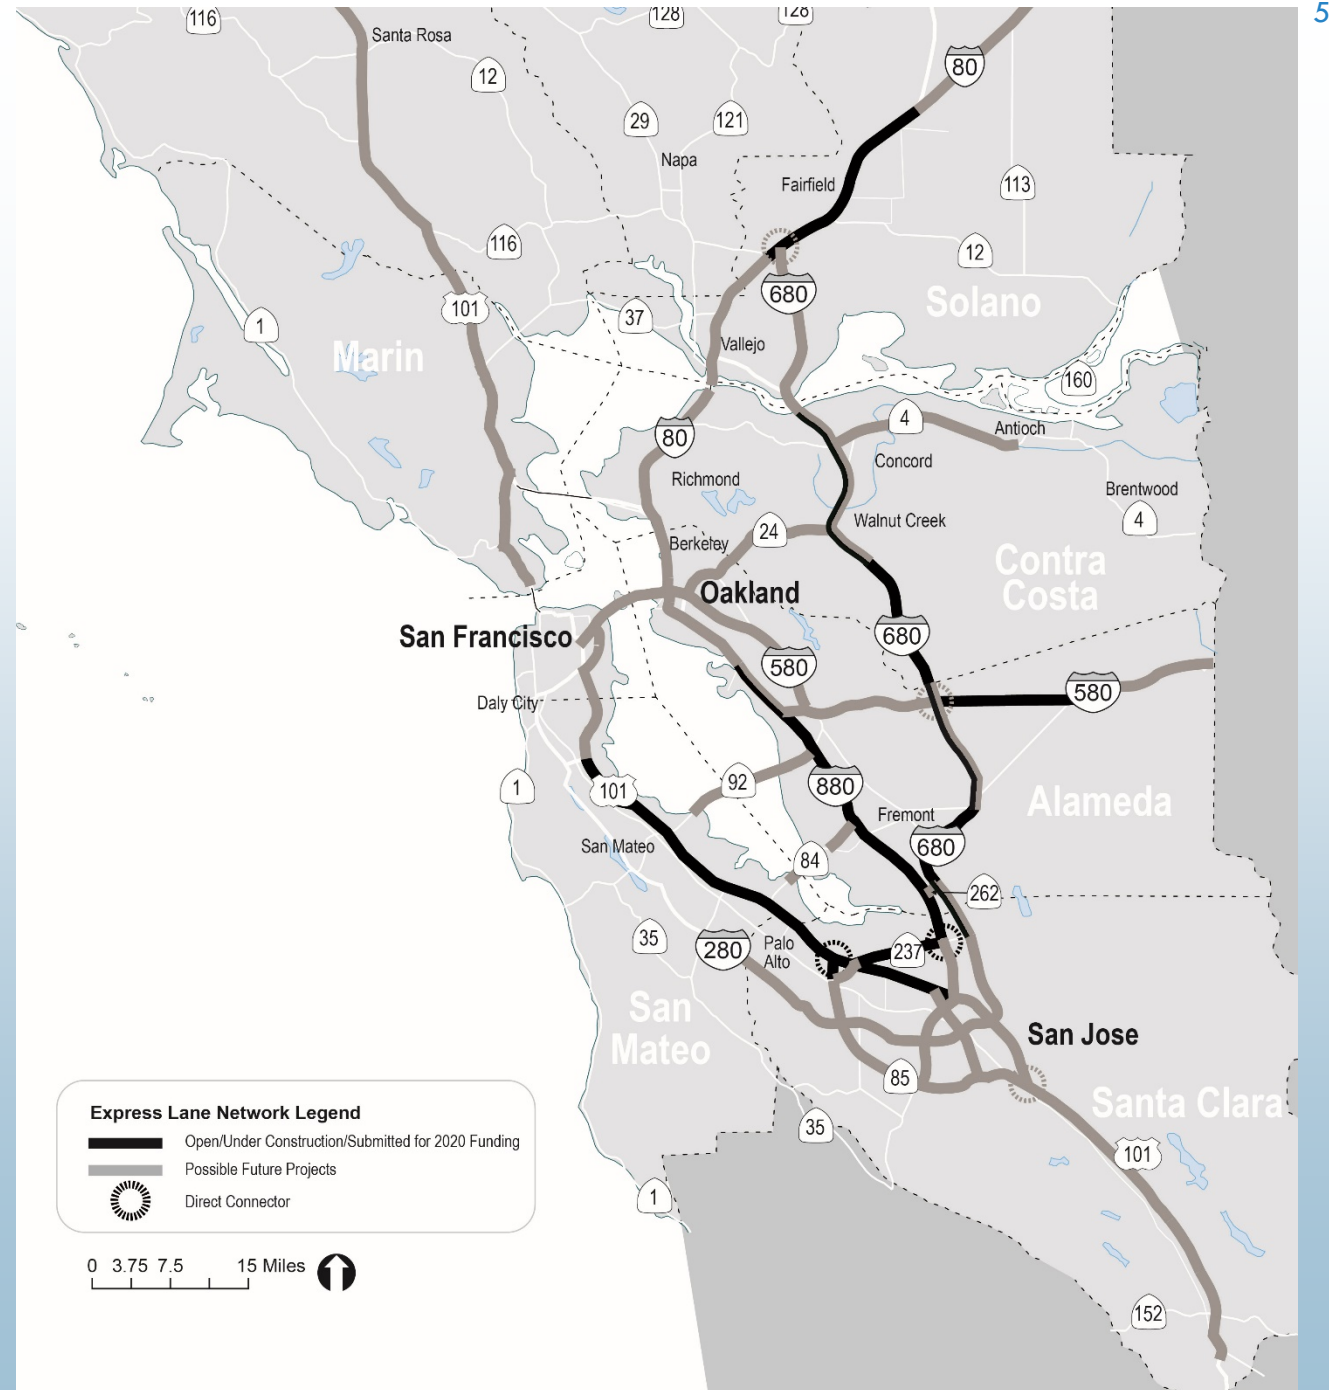 5
116
Santa Rosa
128
128
12
80
29
121
Napa
Fairfield
113
116
12
680
Solano
101
1
37
Marin
Vallejo
160
80
4
Antioch
Concord
Richmond
Brentwood
4
Walnut Creek
24
Berkeley
Contra
Costa
Oakland
San Francisco
680
580
580
Daly City
1
101
92
880
Alameda
Fremont
San Mateo
680
84
262
35
280
Palo
Alto
237
San
Mateo
San Jose
85
Santa Clara
35
101
1
152
Express Lane Network Legend
Open/Under Construction/Submitted for 2020 Funding
Possible Future Projects
Direct Connector
0 3.75 7.5 15 Miles